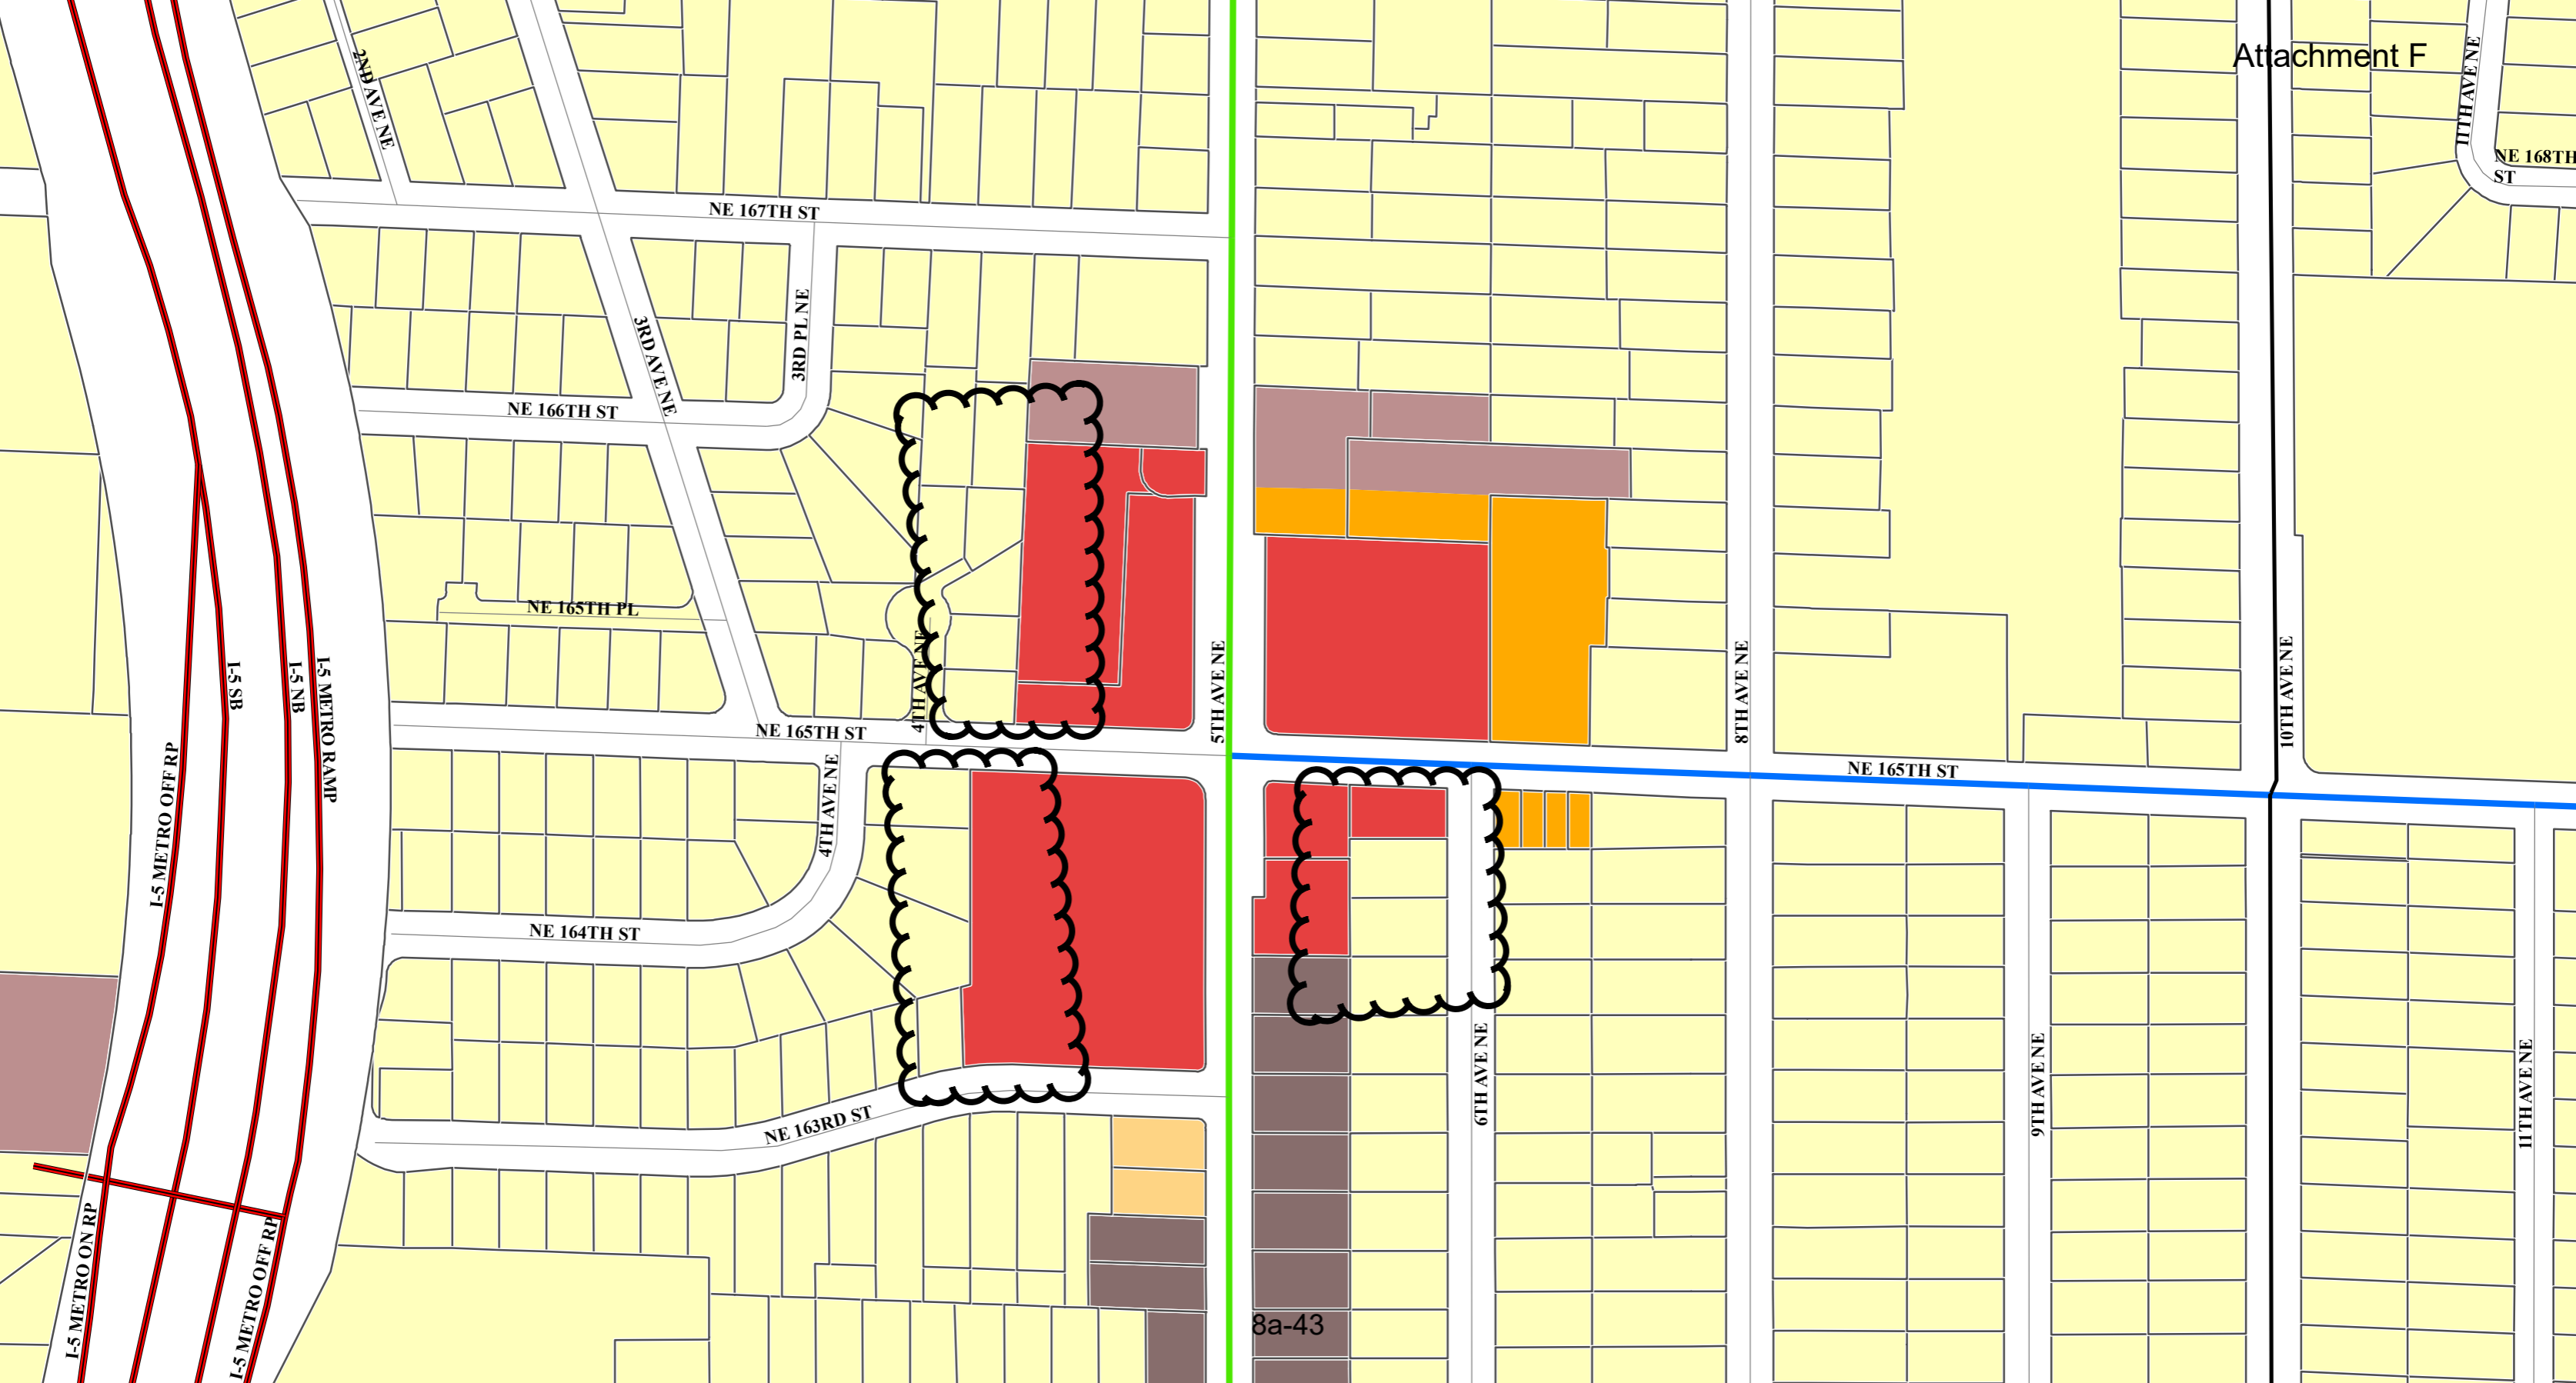 Attachment F
2ND AVE NE
11TH AVE NE
NE 168TH
ST
NE 167TH ST
3RD AVE NE
3RD PL NE
NE 166TH ST
NE 165TH PL
4TH AVE NE
5TH AVE NE
8TH AVE NE
10TH AVE NE
I-5 SB
I-5 NB
I-5 METRO RAMP
NE 165TH ST
NE 165TH ST
I-5 METRO OFF RP
4TH AVE NE
NE 164TH ST
NE 163RD ST
6TH AVE NE
9TH AVE NE
11TH AVE NE
I-5 METRO ON RP
I-5 METRO OFF RP
8a-43